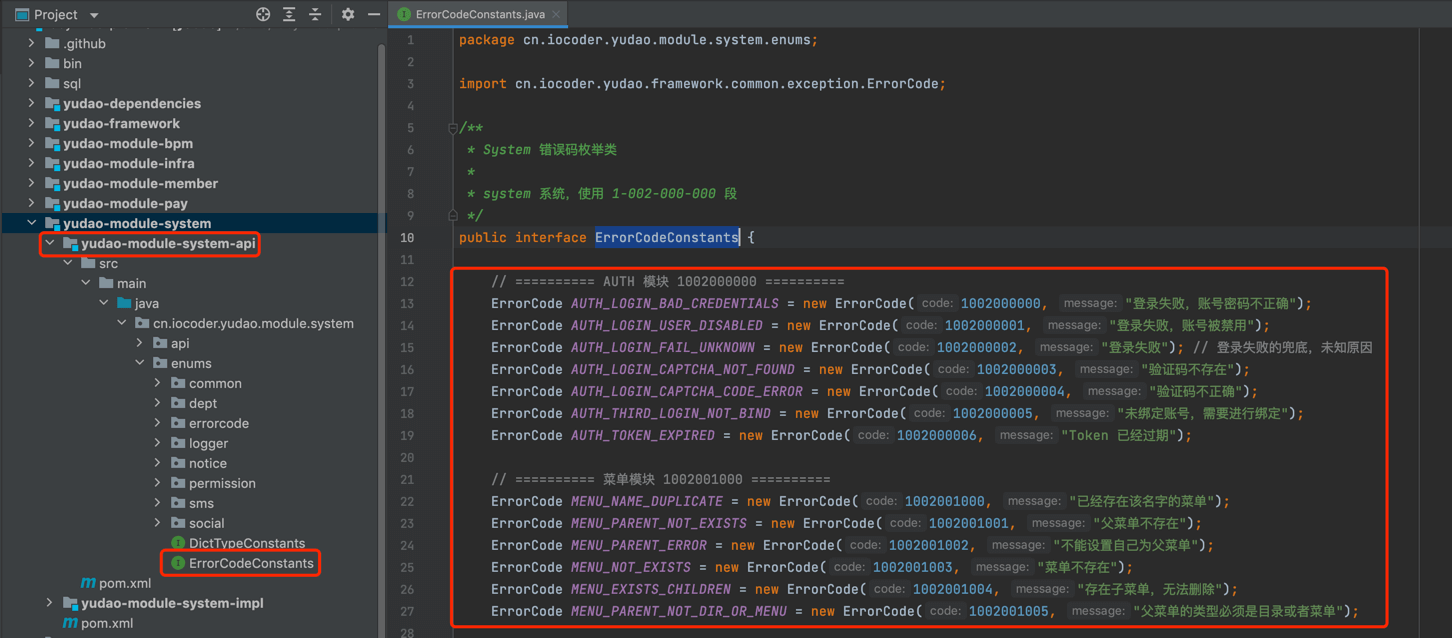 Project
.github
bin
sql
yudao-dependencies
yudao-framework
yudao-module-bpm
yudao-module-infra
yudao-module-member
yudao-module-pay
yudao-module-system
yudao-module-system-api
src
main
java
cn.iocoder.yudao.module.system
api
enums
common
dept
errorcode
logger
notice
permission
sms
social
DictTypeConstants
ErrorCodeConstants
pom.xml
yudao-module-system-impl
pom.xml
ErrorCodeConstants.java
1 package cn.iocoder.yudao.module.system.enums;
2
3 import cn.iocoder.yudao.framework.common.exception.ErrorCode;
4
5 /**
6 * System 错误码枚举类
7 *
8 * system 系统，使用 1-002-000-000 段
9 */
10 public interface ErrorCodeConstants {
11
12 // ========== AUTH 模块 1002000000 ==========
13 ErrorCode AUTH_LOGIN_BAD_CREDENTIALS = new ErrorCode( code: 1002000000, message: "登录失败，账号密码不正确");
14 ErrorCode AUTH_LOGIN_USER_DISABLED = new ErrorCode( code: 1002000001, message: "登录失败，账号被禁用");
15 ErrorCode AUTH_LOGIN_FAIL_UNKNOWN = new ErrorCode( code: 1002000002, message: "登录失败"); // 登录失败的兜底，未知原因
16 ErrorCode AUTH_LOGIN_CAPTCHA_NOT_FOUND = new ErrorCode( code: 1002000003, message: "验证码不存在");
17 ErrorCode AUTH_LOGIN_CAPTCHA_CODE_ERROR = new ErrorCode( code: 1002000004, message: "验证码不正确");
18 ErrorCode AUTH_THIRD_LOGIN_NOT_BIND = new ErrorCode( code: 1002000005, message: "未绑定账号，需要进行绑定");
19 ErrorCode AUTH_TOKEN_EXPIRED = new ErrorCode( code: 1002000006, message: "Token 已经过期");
20
21 // ========== 菜单模块 1002001000 ==========
22 ErrorCode MENU_NAME_DUPLICATE = new ErrorCode( code: 1002001000, message: "已经存在该名字的菜单");
23 ErrorCode MENU_PARENT_NOT_EXISTS = new ErrorCode( code: 1002001001, message: "父菜单不存在");
24 ErrorCode MENU_PARENT_ERROR = new ErrorCode( code: 1002001002, message: "不能设置自己为父菜单");
25 ErrorCode MENU_NOT_EXISTS = new ErrorCode( code: 1002001003, message: "菜单不存在");
26 ErrorCode MENU_EXISTS_CHILDREN = new ErrorCode( code: 1002001004, message: "存在子菜单，无法删除");
27 ErrorCode MENU_PARENT_NOT_DIR_OR_MENU = new ErrorCode( code: 1002001005, message: "父菜单的类型必须是目录或者菜单");
28